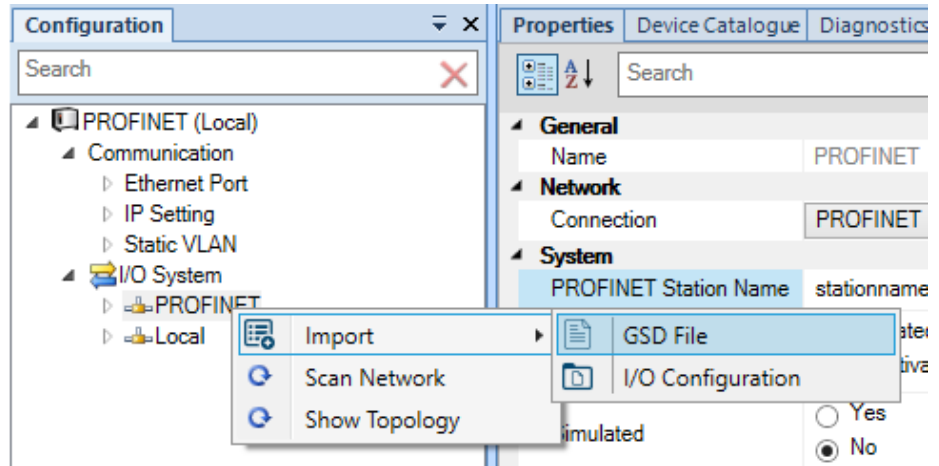 Configuration
Search
PROFINET (Local)
Communication
Ethernet Port
IP Setting
Static VLAN
I/O System
PROFINET
Local
Import
Scan Network
Show Topology
GSD File
I/O Configuration
Properties Device Catalogue Diagnostics
Search
General
Name PROFINET
Network
Connection PROFINET
System
PROFINET Station Name stationname
Simulated
Yes
No